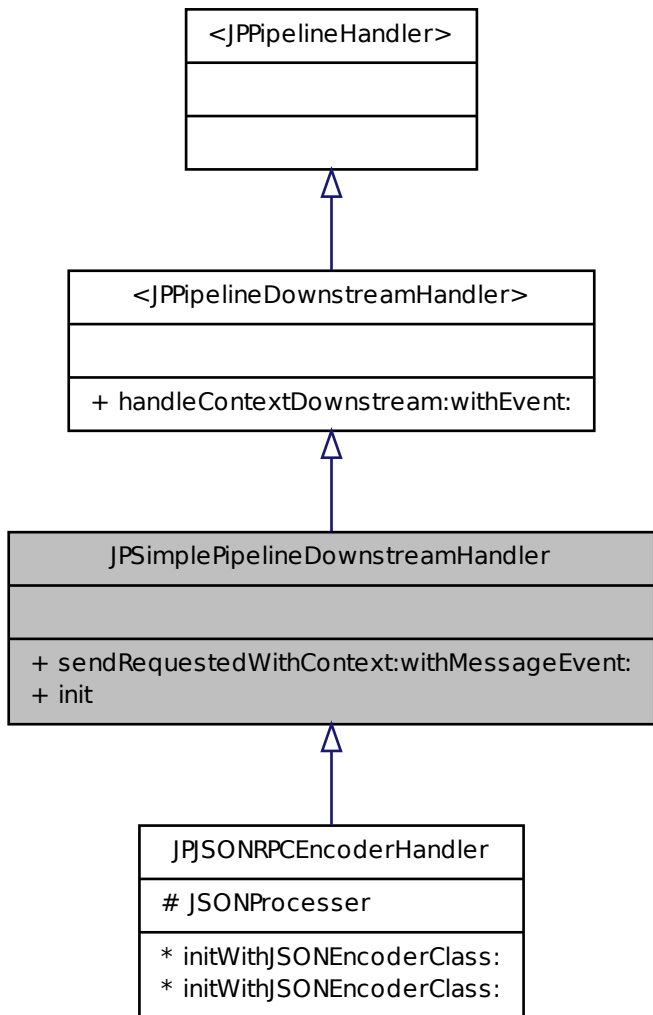 <JPPipelineHandler>
<JPPipelineDownstreamHandler>
+ handleContextDownstream:withEvent:
JPSimplePipelineDownstreamHandler
+ sendRequestedWithContext:withMessageEvent:
+ init
JPJSONRPCEncoderHandler
# JSONProcesser
* initWithJSONEncoderClass:
* initWithJSONEncoderClass: